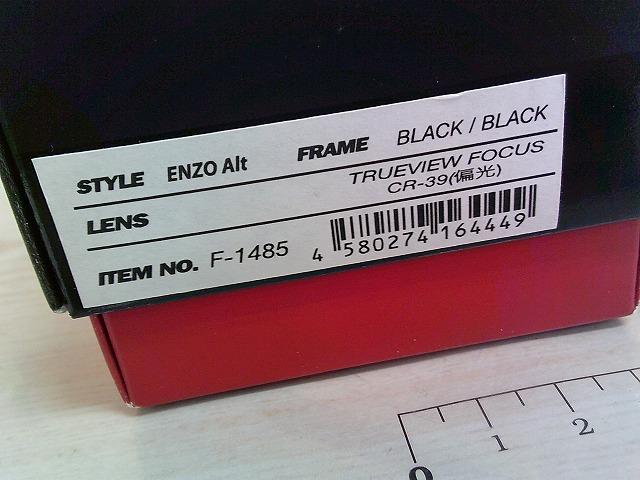 STYLE ENZO Alt FRAME BLACK / BLACK
LENS TRUEVIEW FOCUS
CR-39(偏光)
ITEM NO. F-1485
4 580274 164449
0 1 2